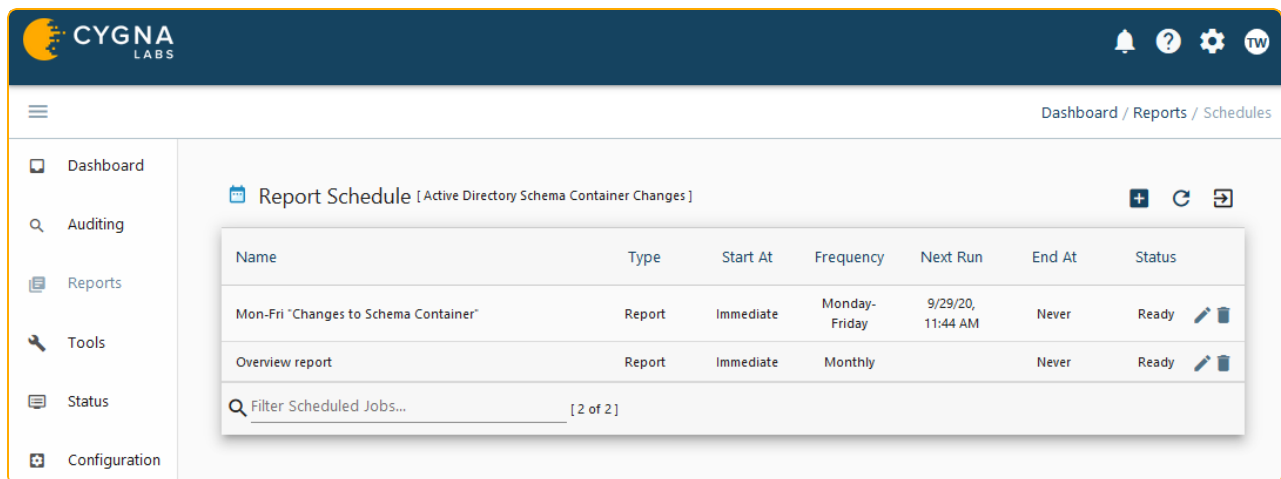 CYGNA
LABS
TW
Dashboard / Reports / Schedules
Dashboard
Auditing
Reports
Tools
Status
Configuration
Report Schedule [ Active Directory Schema Container Changes ]
Name Type Start At Frequency Next Run End At Status
Mon-Fri "Changes to Schema Container" Report Immediate Monday-Friday 9/29/20, 11:44 AM Never Ready
Overview report Report Immediate Monthly Never Ready
Filter Scheduled Jobs... [ 2 of 2 ]